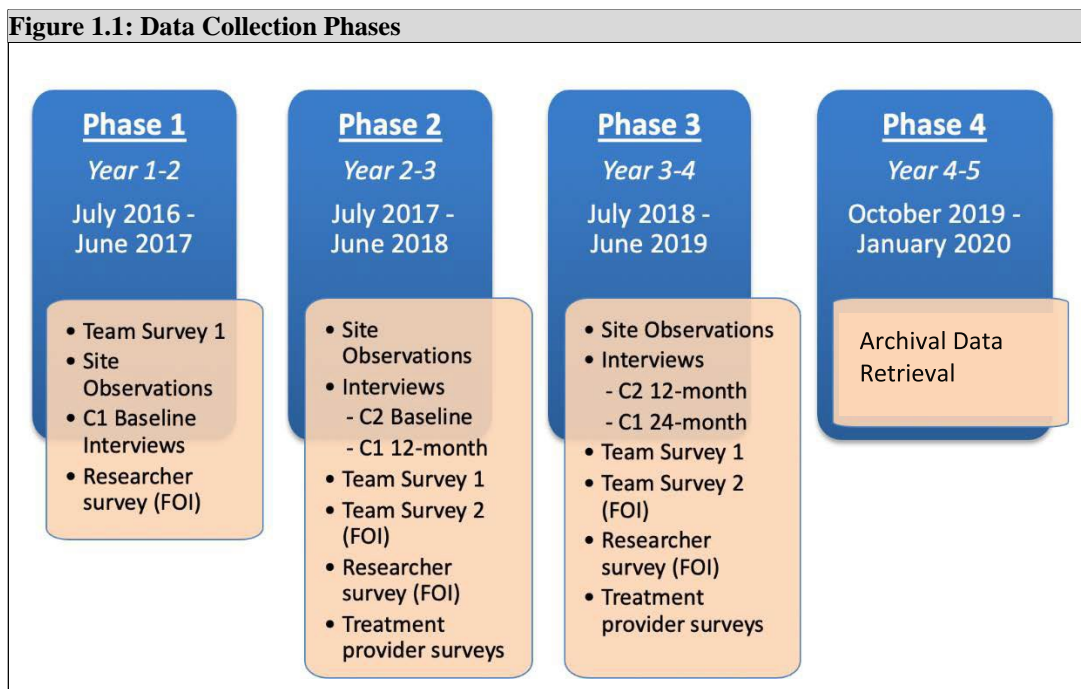 Figure 1.1: Data Collection Phases
Phase 1
Year 1-2
July 2016 -
June 2017
• Team Survey 1
• Site
Observations
• C1 Baseline
Interviews
• Researcher
survey (FOI)
Phase 2
Year 2-3
July 2017 -
June 2018
• Site
Observations
• Interviews
- C2 Baseline
- C1 12-month
• Team Survey 1
• Team Survey 2
(FOI)
• Researcher
survey (FOI)
• Treatment
provider surveys
Phase 3
Year 3-4
July 2018 -
June 2019
• Site Observations
• Interviews
- C2 12-month
- C1 24-month
• Team Survey 1
• Team Survey 2
(FOI)
• Researcher
survey (FOI)
• Treatment
provider surveys
Phase 4
Year 4-5
October 2019 -
January 2020
Archival Data
Retrieval